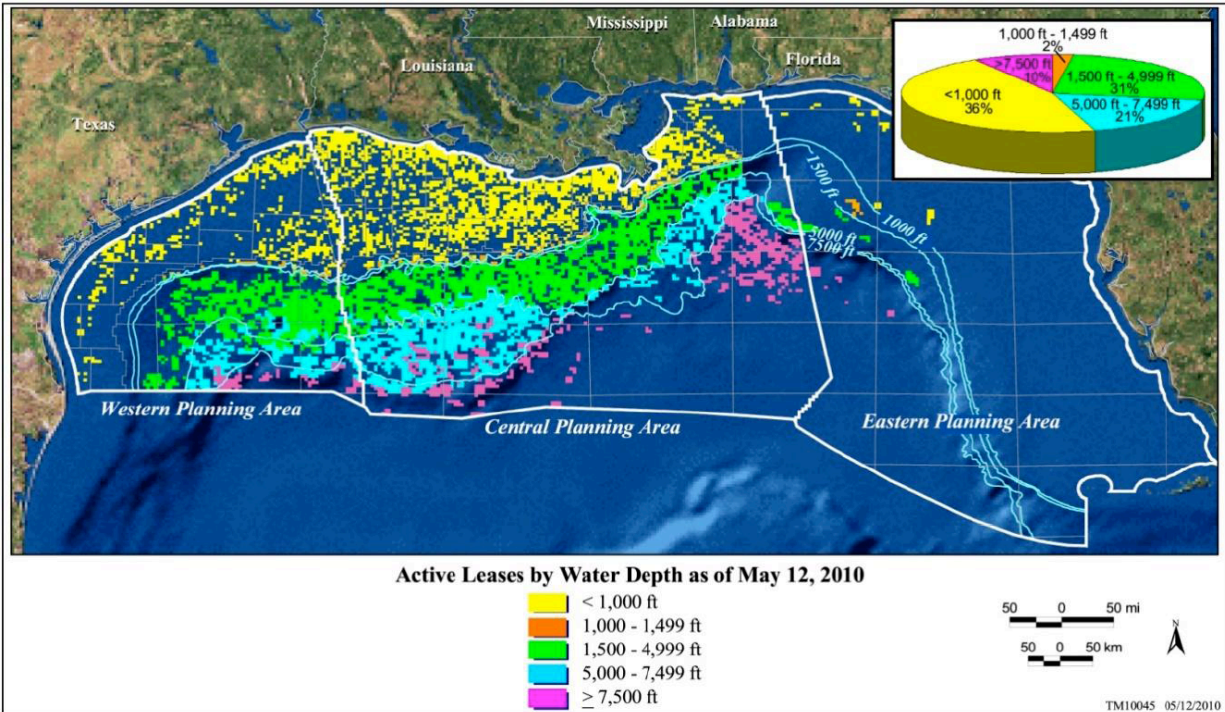 Mississippi
Alabama
Louisiana
Florida
Texas
1,000 ft - 1,499 ft
2%
>7,500 ft
10%
1,500 ft - 4,999 ft
31%
<1,000 ft
36%
5,000 ft - 7,499 ft
21%
1500 ft
1000 ft
5000 ft
7500 ft
Western Planning Area
Central Planning Area
Eastern Planning Area
Active Leases by Water Depth as of May 12, 2010
< 1,000 ft
1,000 - 1,499 ft
1,500 - 4,999 ft
5,000 - 7,499 ft
≥ 7,500 ft
50 0 50 mi
50 0 50 km
N
TM10045 05/12/2010